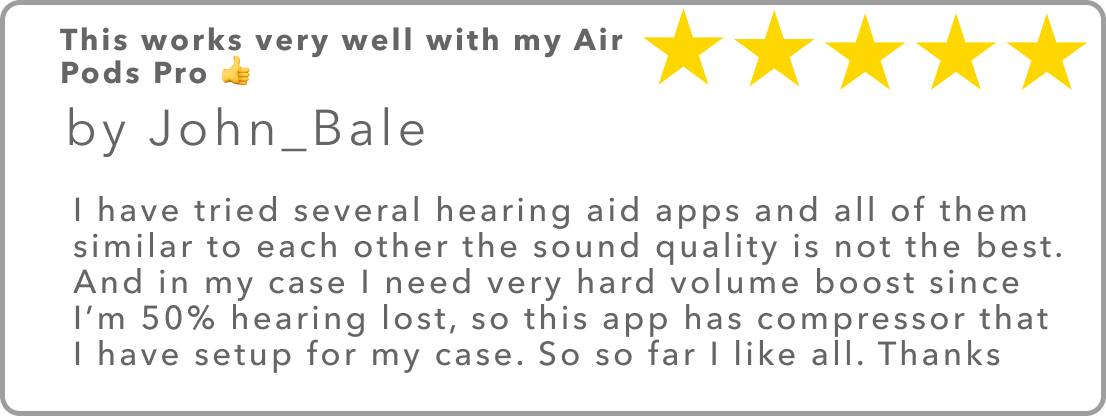 This works very well with my Air
Pods Pro 👍
by John_Bale
I have tried several hearing aid apps and all of them
similar to each other the sound quality is not the best.
And in my case I need very hard volume boost since
I’m 50% hearing lost, so this app has compressor that
I have setup for my case. So so far I like all. Thanks